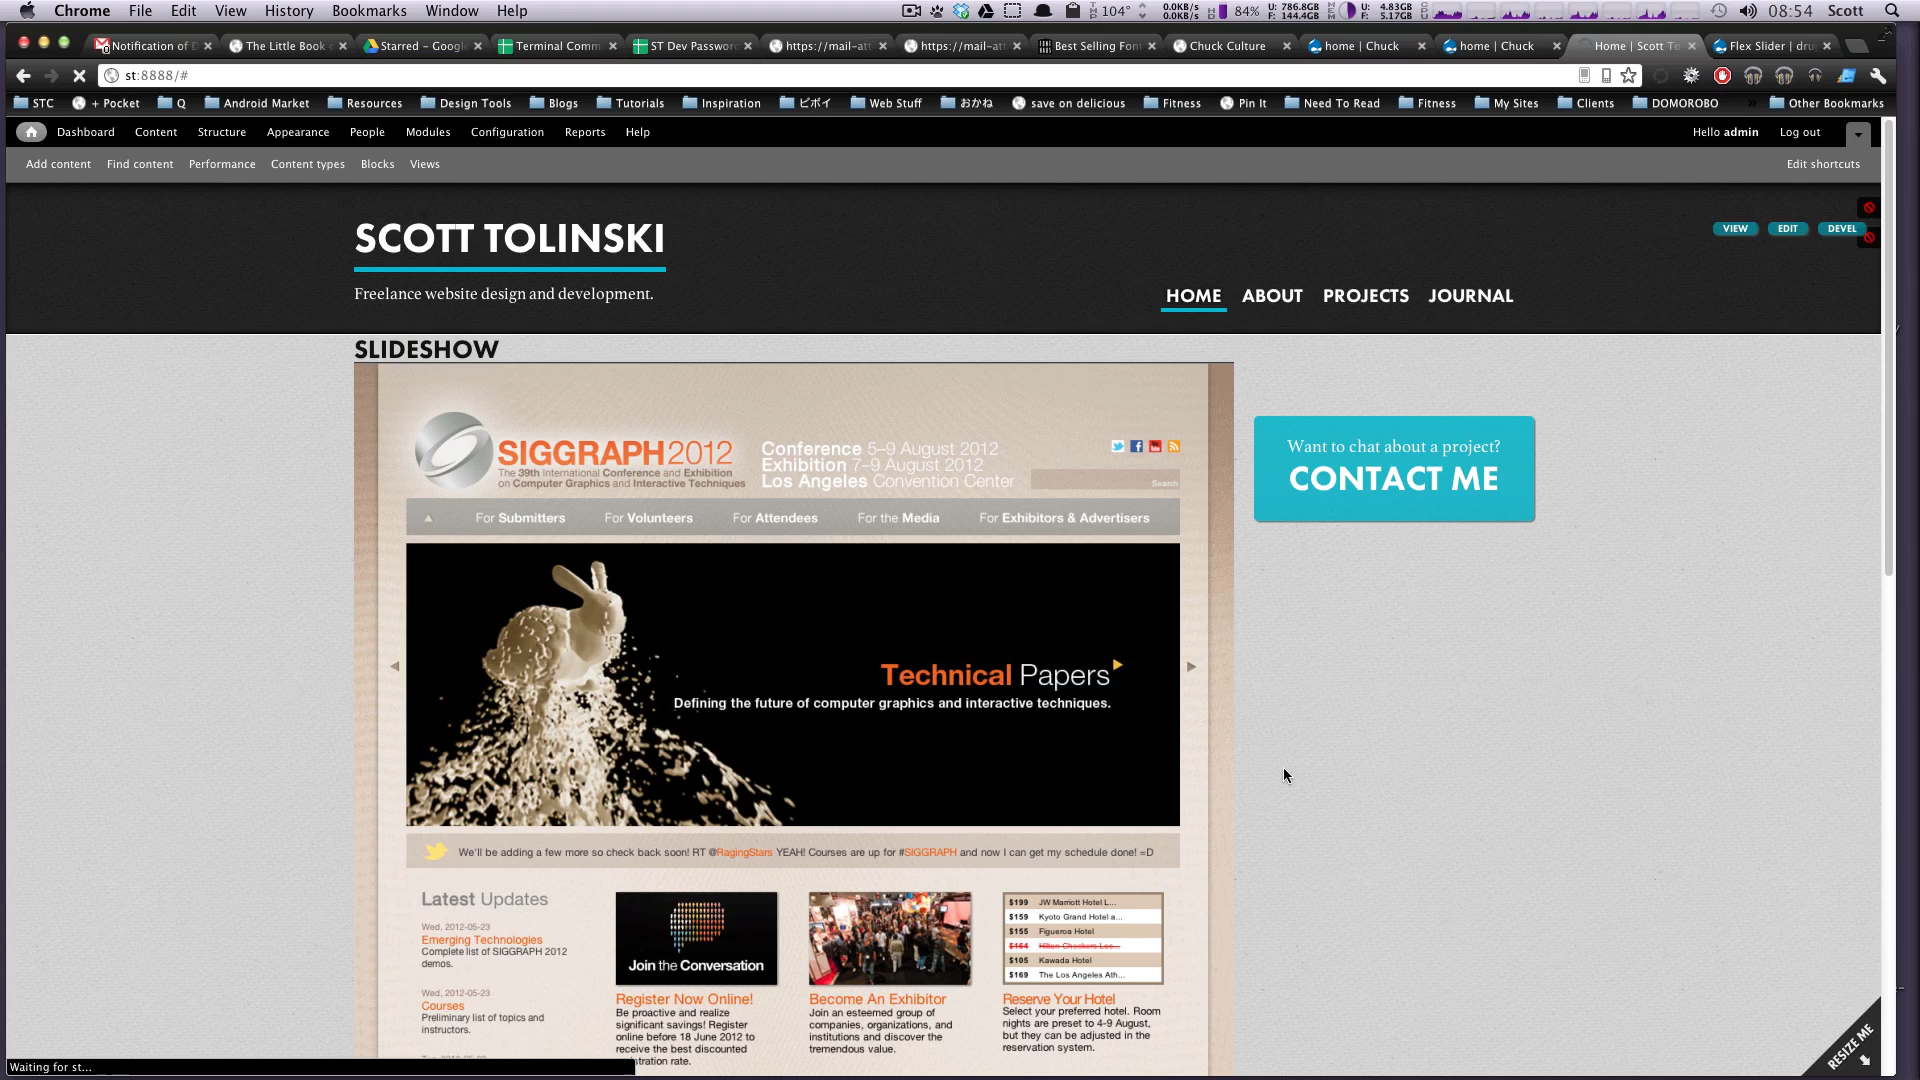 Chrome File Edit View History Bookmarks Window Help
104° 0.0KB/s 0.0KB/s 84% U: 786.8GB F: 144.4GB U: 4.83GB F: 5.17GB 08:54 Scott
Notification of D The Little Book Starred – Google Terminal Comm ST Dev Passwor https://mail-att https://mail-att Best Selling Fon Chuck Culture home | Chuck home | Chuck Home | Scott To Flex Slider | dru
st:8888/#
STC + Pocket Q Android Market Resources Design Tools Blogs Tutorials Inspiration ビボイ Web Stuff おかね save on delicious Fitness Pin It Need To Read Fitness My Sites Clients DOMOROBO » Other Bookmarks
Dashboard Content Structure Appearance People Modules Configuration Reports Help Hello admin Log out
Add content Find content Performance Content types Blocks Views Edit shortcuts
SCOTT TOLINSKI
VIEW EDIT DEVEL
Freelance website design and development.
HOME ABOUT PROJECTS JOURNAL
SLIDESHOW
SIGGRAPH2012
The 39th International Conference and Exhibition
on Computer Graphics and Interactive Techniques
Conference 5–9 August 2012
Exhibition 7–9 August 2012
Los Angeles Convention Center
Search
Want to chat about a project?
CONTACT ME
For Submitters For Volunteers For Attendees For the Media For Exhibitors & Advertisers
Technical Papers
Defining the future of computer graphics and interactive techniques.
We'll be adding a few more so check back soon! RT @RagingStars YEAH! Courses are up for #SIGGRAPH and now I can get my schedule done! =D
Latest Updates
Wed, 2012-05-23
Emerging Technologies
Complete list of SIGGRAPH 2012
demos.
Wed, 2012-05-23
Courses
Preliminary list of topics and
instructors.
Join the Conversation
Register Now Online!
Be proactive and realize
significant savings! Register
online before 18 June 2012 to
receive the best discounted
stration rate.
Become An Exhibitor
Join an esteemed group of
companies, organizations, and
institutions and discover the
tremendous value.
$199 JW Marriott Hotel L...
$159 Kyoto Grand Hotel a...
$155 Figueroa Hotel
$164 Hilton Checkers Los...
$105 Kawada Hotel
$169 The Los Angeles Ath...
Reserve Your Hotel
Select your preferred hotel. Room
nights are preset to 4-9 August,
but they can be adjusted in the
reservation system.
RESIZE ME
Waiting for st...